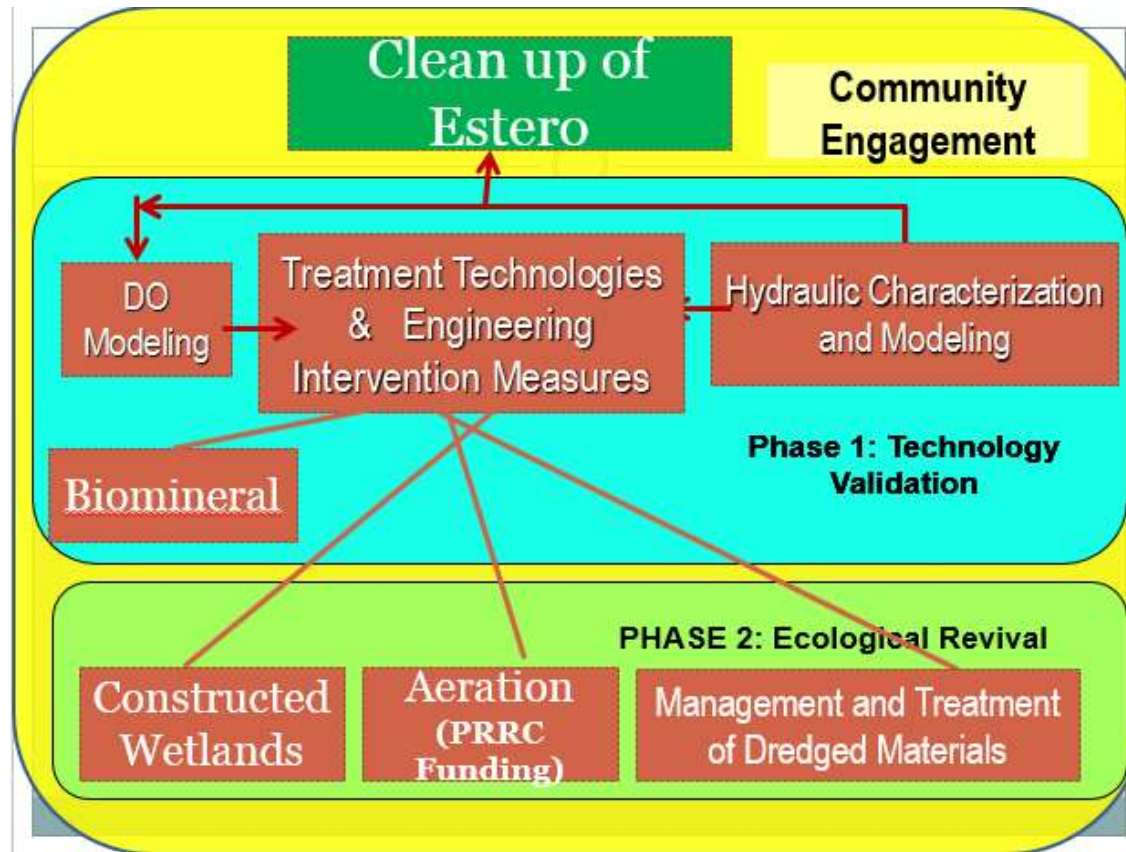 Clean up of
Estero
Community
Engagement
DO
Modeling
Treatment Technologies
& Engineering
Intervention Measures
Hydraulic Characterization
and Modeling
Phase 1: Technology
Validation
Biomineral
PHASE 2: Ecological Revival
Constructed
Wetlands
Aeration
(PRRC
Funding)
Management and Treatment
of Dredged Materials